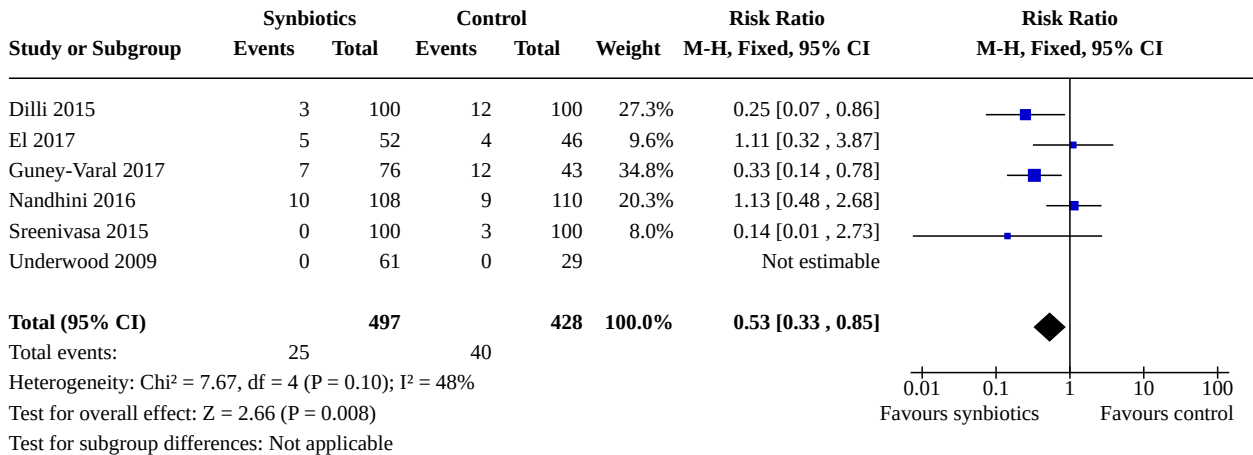 Synbiotics Control Risk Ratio Risk Ratio
Study or Subgroup Events Total Events Total Weight M-H, Fixed, 95% CI M-H, Fixed, 95% CI
Dilli 2015 3 100 12 100 27.3% 0.25 [0.07 , 0.86]
El 2017 5 52 4 46 9.6% 1.11 [0.32 , 3.87]
Guney-Varal 2017 7 76 12 43 34.8% 0.33 [0.14 , 0.78]
Nandhini 2016 10 108 9 110 20.3% 1.13 [0.48 , 2.68]
Sreenivasa 2015 0 100 3 100 8.0% 0.14 [0.01 , 2.73]
Underwood 2009 0 61 0 29 Not estimable
Total (95% CI) 497 428 100.0% 0.53 [0.33 , 0.85]
Total events: 25 40
Heterogeneity: Chi² = 7.67, df = 4 (P = 0.10); I² = 48%
0.01 0.1 1 10 100
Test for overall effect: Z = 2.66 (P = 0.008)
Favours synbiotics Favours control
Test for subgroup differences: Not applicable